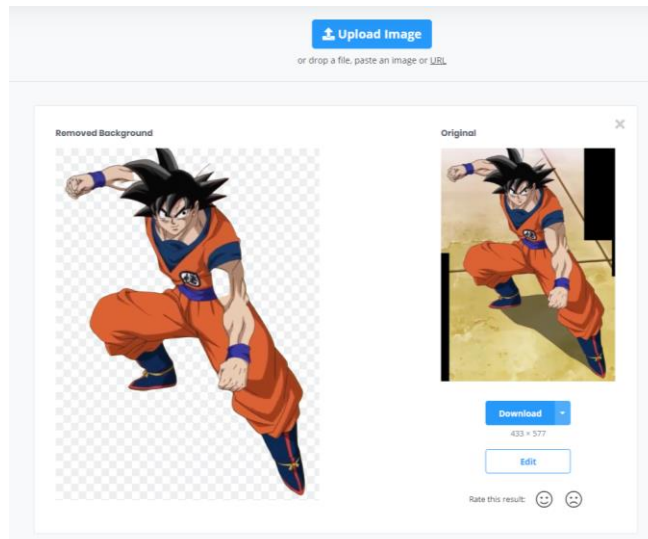 Upload Image
or drop a file, paste an image or URL
Removed Background
Original
Download
433 × 577
Edit
Rate this result: